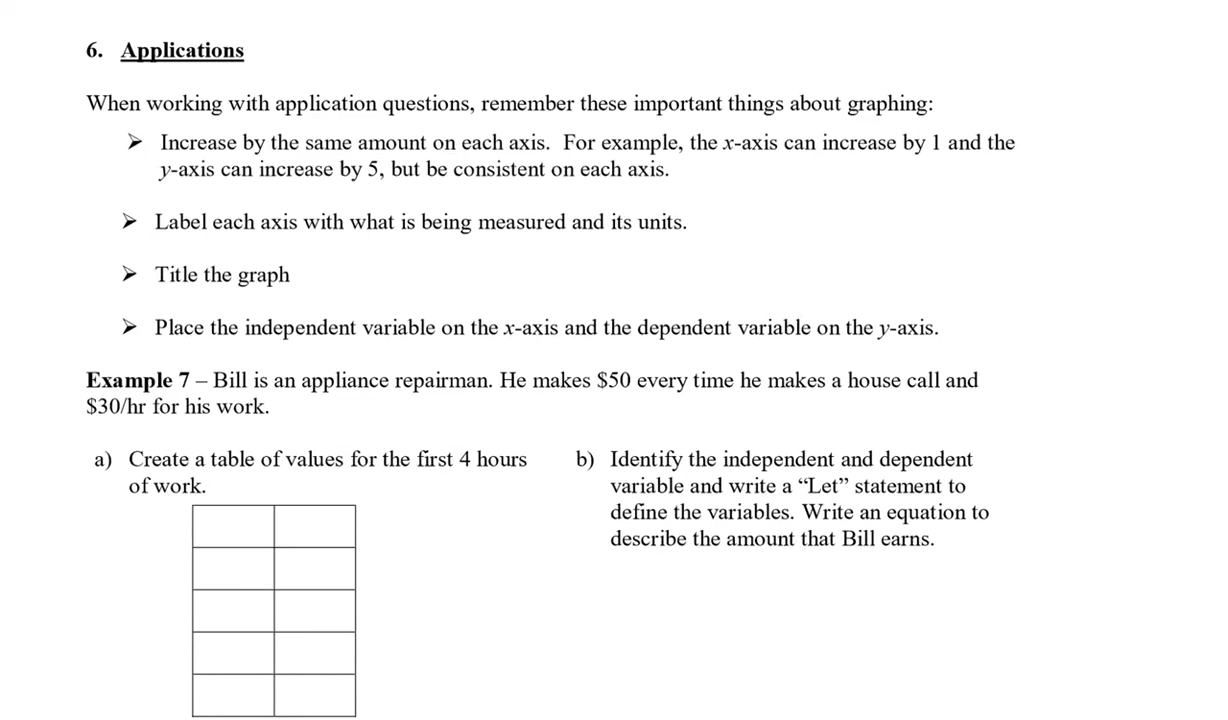 6. Applications
When working with application questions, remember these important things about graphing:
➢ Increase by the same amount on each axis. For example, the x-axis can increase by 1 and the
y-axis can increase by 5, but be consistent on each axis.
➢ Label each axis with what is being measured and its units.
➢ Title the graph
➢ Place the independent variable on the x-axis and the dependent variable on the y-axis.
Example 7 – Bill is an appliance repairman. He makes $50 every time he makes a house call and
$30/hr for his work.
a) Create a table of values for the first 4 hours
of work.
b) Identify the independent and dependent
variable and write a “Let” statement to
define the variables. Write an equation to
describe the amount that Bill earns.